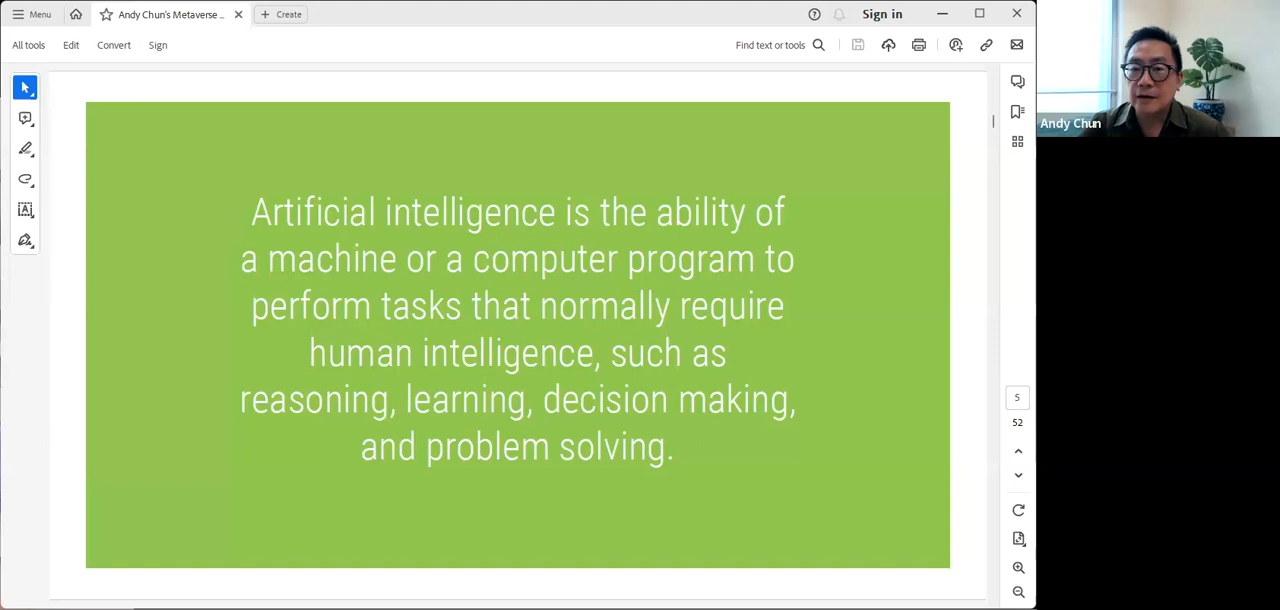 Menu
Andy Chun's Metaverse ...
Create
Sign in
All tools
Edit
Convert
Sign
Find text or tools
Andy Chun
Artificial intelligence is the ability of
a machine or a computer program to
perform tasks that normally require
human intelligence, such as
reasoning, learning, decision making,
and problem solving.
5
52